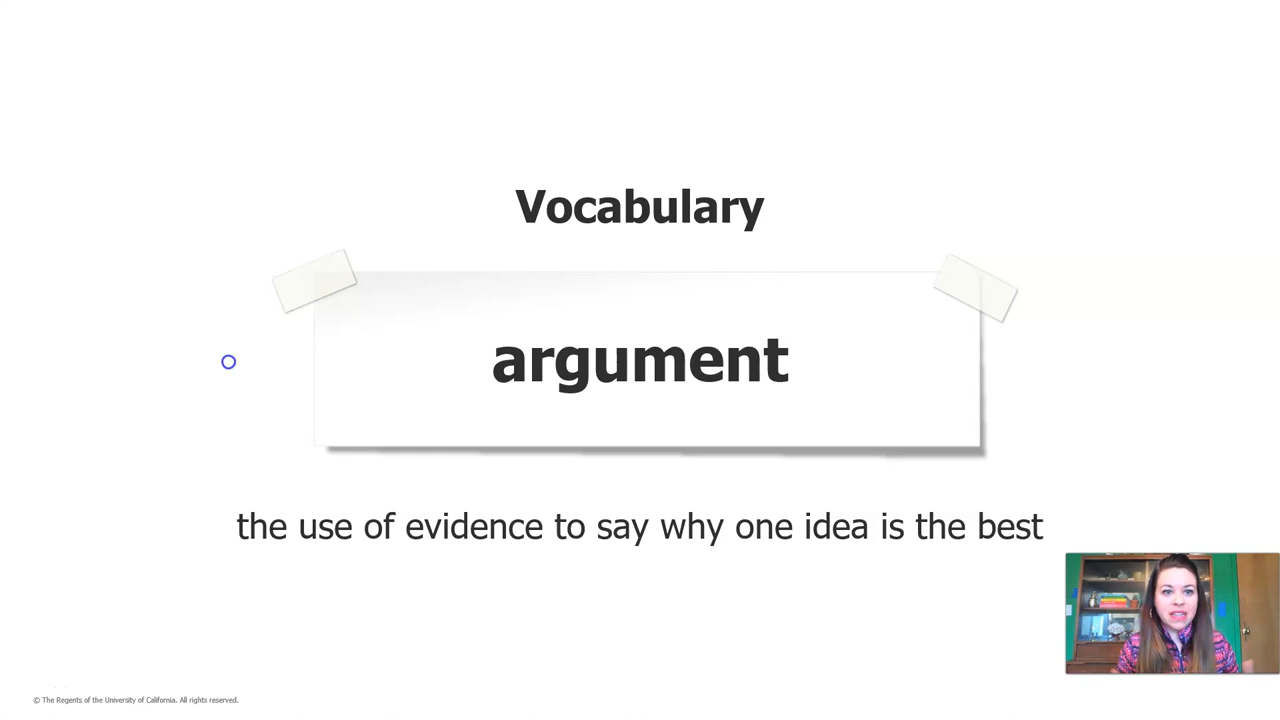 Vocabulary
argument
the use of evidence to say why one idea is the best
© The Regents of the University of California. All rights reserved.